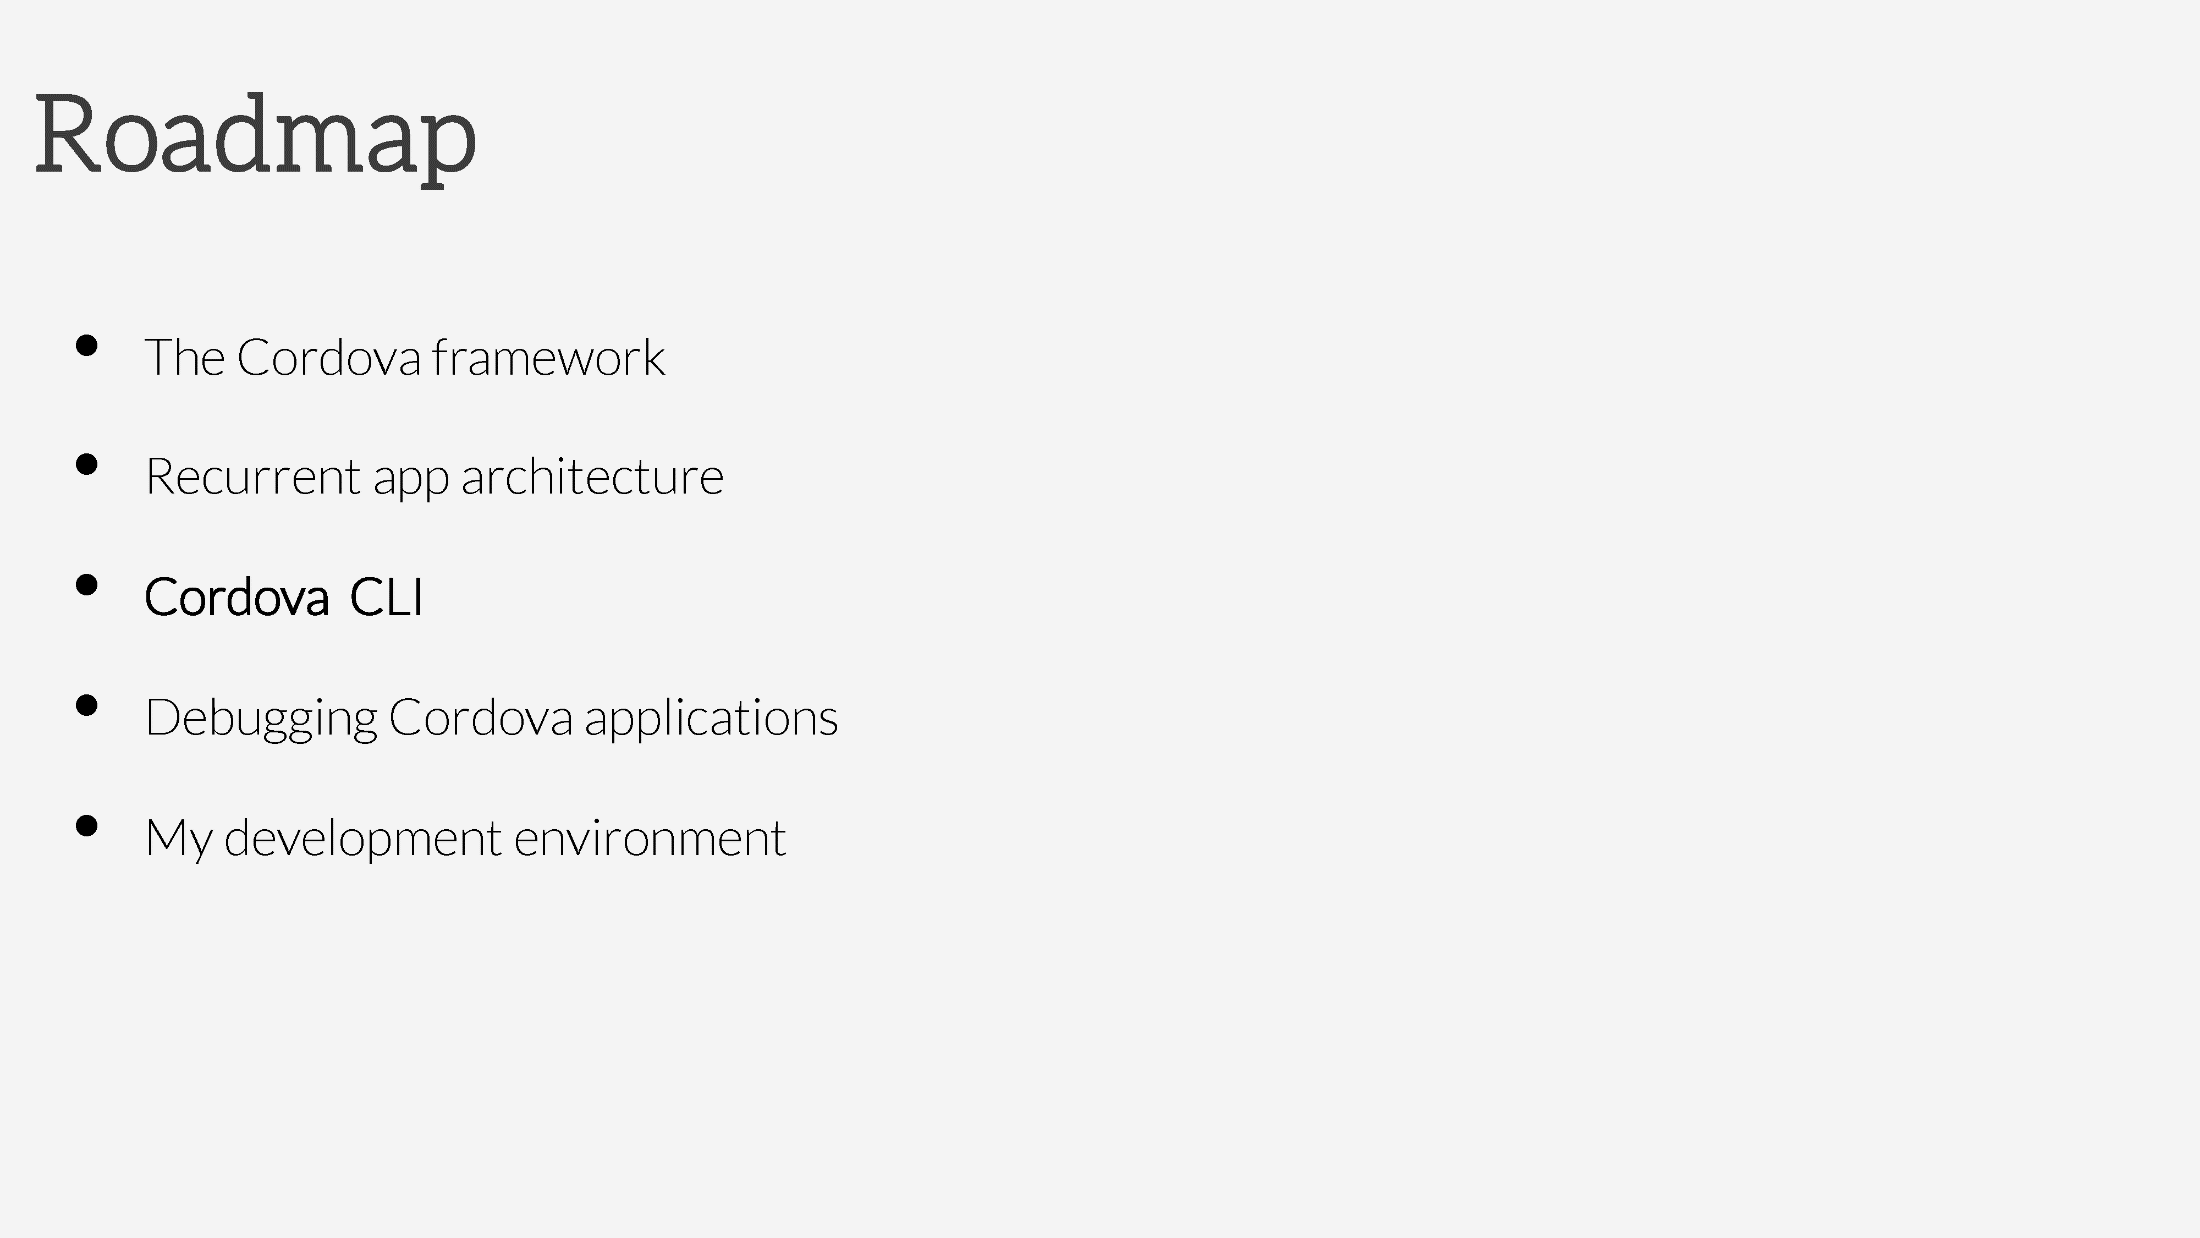 Roadmap
• The Cordova framework
• Recurrent app architecture
• Cordova CLI
• Debugging Cordova applications
• My development environment